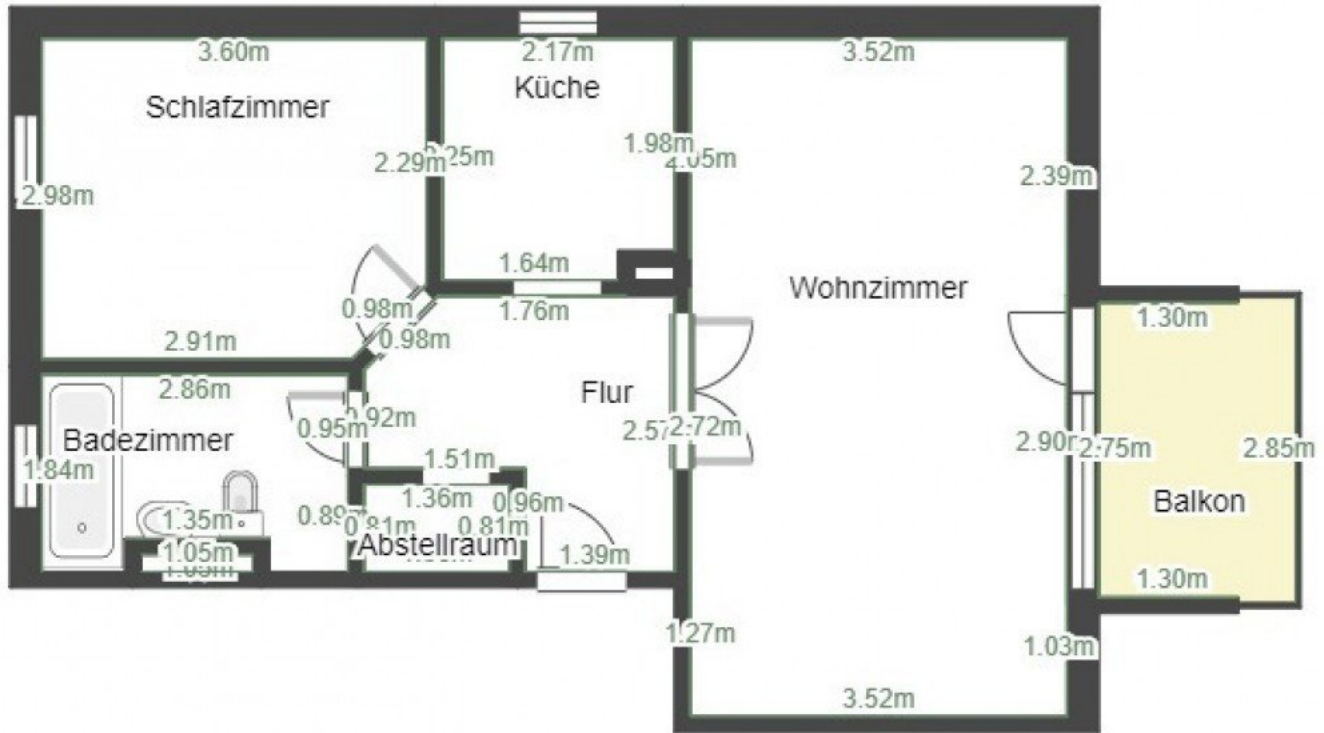 3.60m
2.17m
3.52m
Schlafzimmer
Küche
2.29m
1.98m
2.39m
2.98m
1.64m
Wohnzimmer
0.98m
1.76m
1.30m
2.91m
0.98m
2.86m
Flur
Badezimmer
0.95m
2.72m
2.90m
2.75m
2.85m
1.84m
1.51m
1.36m
0.96m
Balkon
1.35m
0.81m
0.81m
1.05m
Abstellraum
1.39m
1.30m
1.27m
1.03m
3.52m